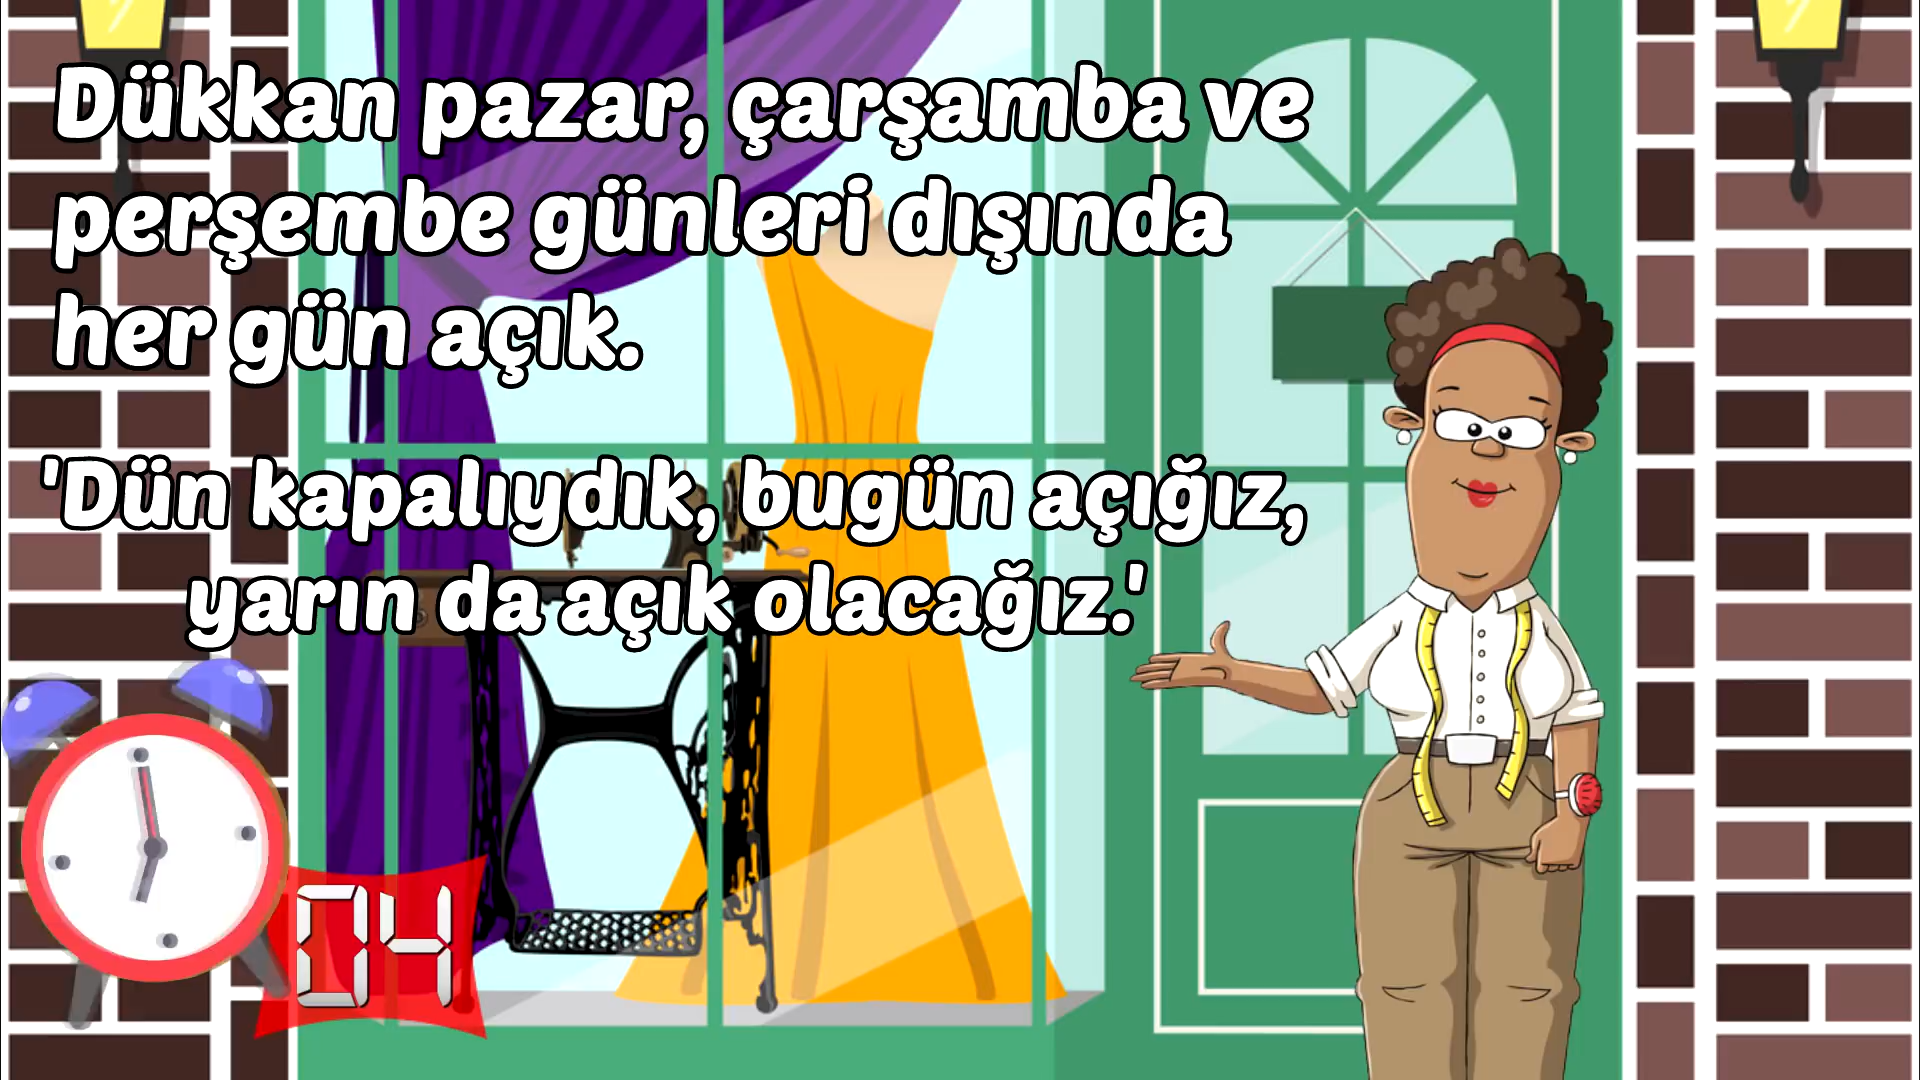 Dükkan pazar, çarşamba ve
perşembe günleri dışında
her gün açık.
'Dün kapalıydık, bugün açığız,
yarın da açık olacağız.'
04